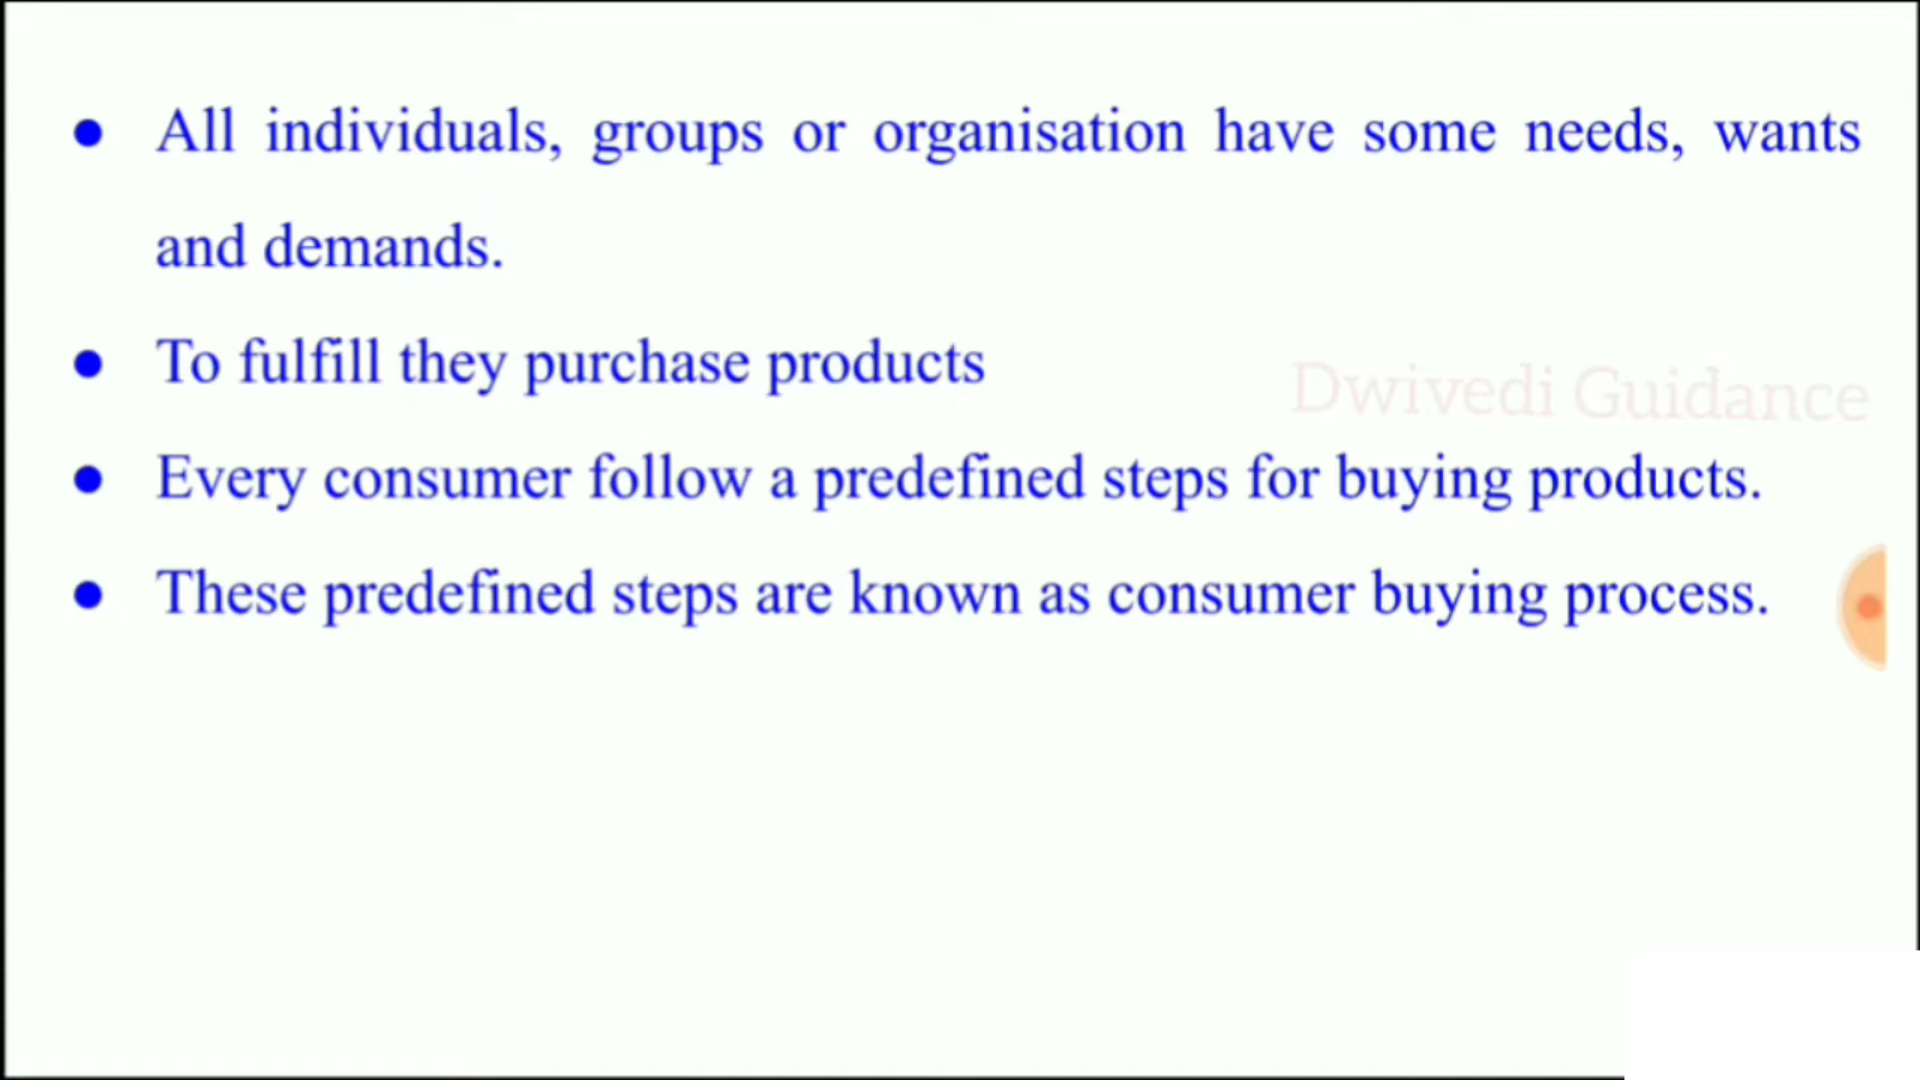 ● All individuals, groups or organisation have some needs, wants
and demands.
● To fulfill they purchase products
Dwivedi Guidance
● Every consumer follow a predefined steps for buying products.
● These predefined steps are known as consumer buying process.